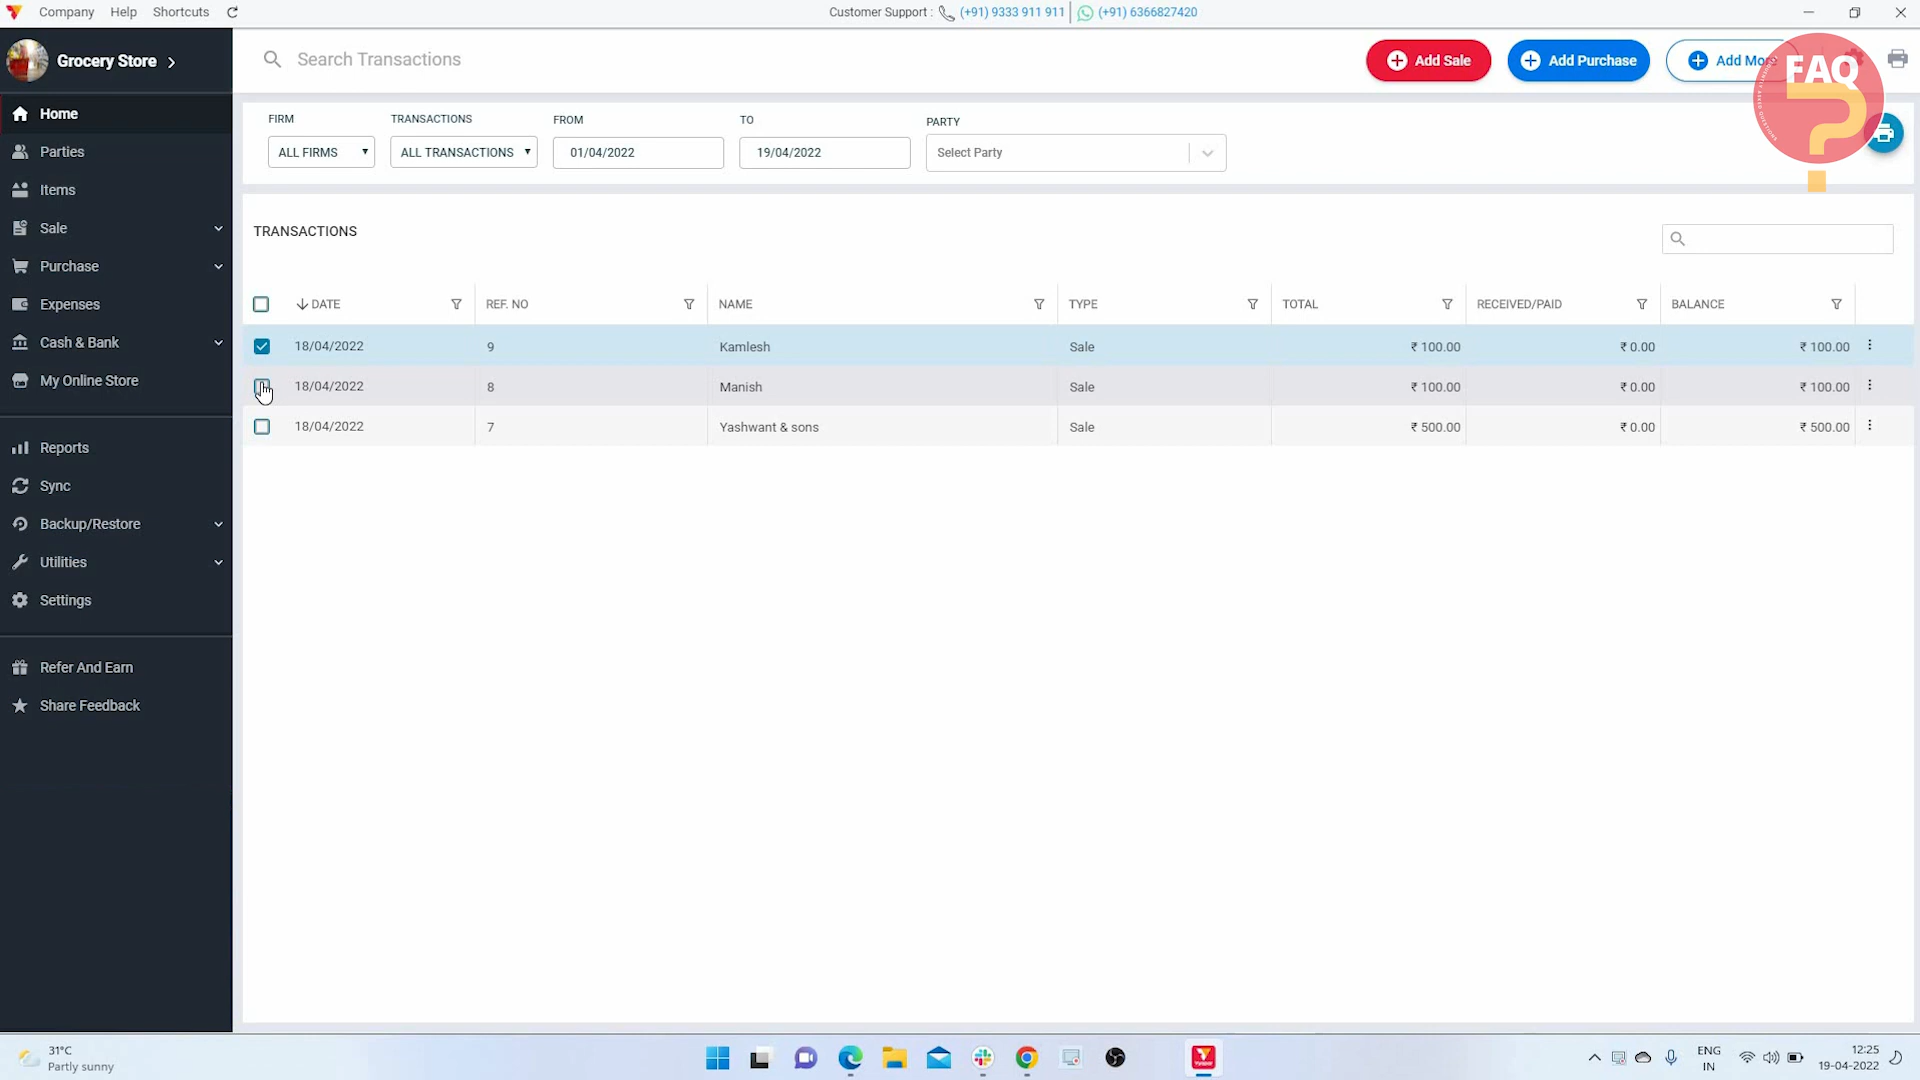 Company Help Shortcuts
Customer Support : (+91) 9333 911 911 (+91) 6366827420
Grocery Store
Search Transactions
Add Sale
Add Purchase
FAQ
Home
Parties
Items
Sale
Purchase
Expenses
Cash & Bank
My Online Store
Reports
Sync
Backup/Restore
Utilities
Settings
Refer And Earn
Share Feedback
FIRM TRANSACTIONS FROM TO PARTY
ALL FIRMS ALL TRANSACTIONS 01/04/2022 19/04/2022 Select Party
TRANSACTIONS
DATE REF. NO NAME TYPE TOTAL RECEIVED/PAID BALANCE
18/04/2022 9 Kamlesh Sale ₹ 100.00 ₹ 0.00 ₹ 100.00
18/04/2022 8 Manish Sale ₹ 100.00 ₹ 0.00 ₹ 100.00
18/04/2022 7 Yashwant & sons Sale ₹ 500.00 ₹ 0.00 ₹ 500.00
31°C
Partly sunny
ENG
IN
12:25
19-04-2022